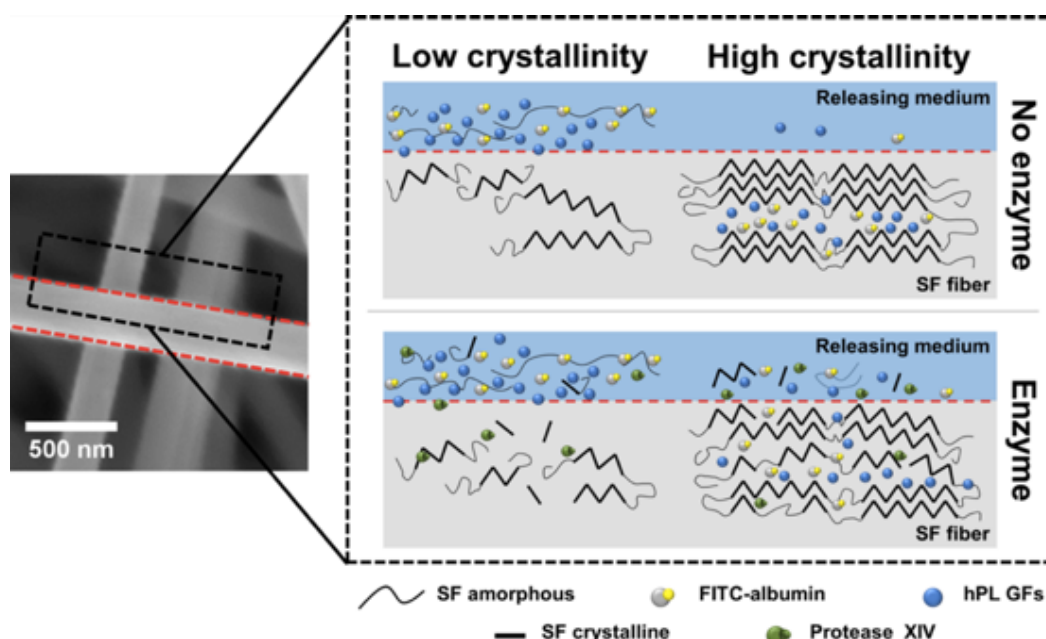 Low crystallinity High crystallinity
Releasing medium
SF fiber
No enzyme
Releasing medium
SF fiber
Enzyme
500 nm
SF amorphous FITC-albumin hPL GFs
SF crystalline Protease XIV